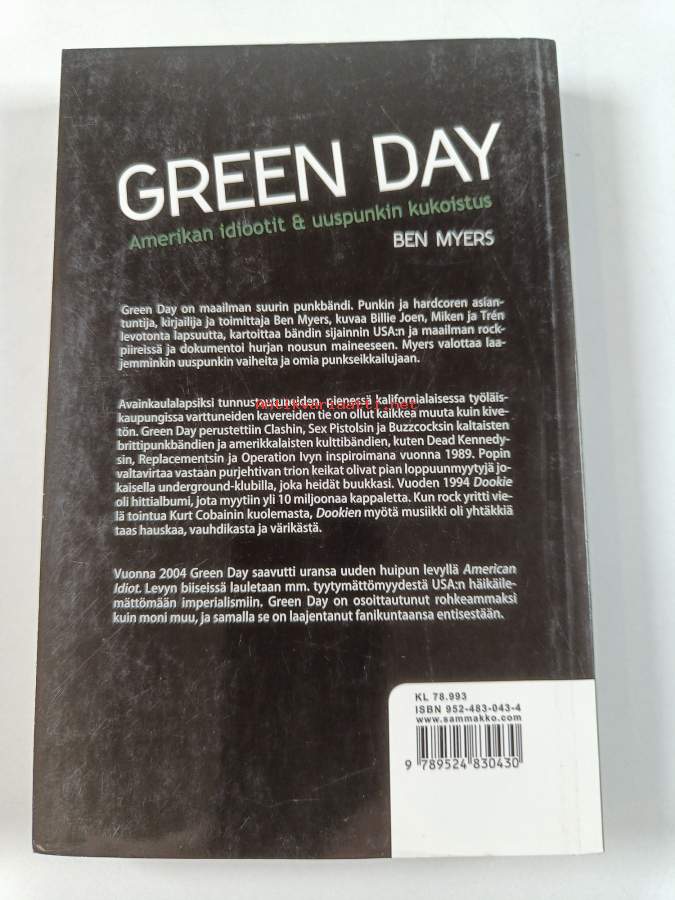 GREEN DAY
Amerikan idiootit & uuspunkin kukoistus
BEN MYERS
Green Day on maailman suurin punkbändi. Punkin ja hardcoren asian-
tuntija, kirjailija ja toimittaja Ben Myers, kuvaa Billie Joen, Miken ja Trén
levotonta lapsuutta, kartoittaa bändin sijainnin USA:n ja maailman rock-
piireissä ja dokumentoi hurjan nousun maineeseen. Myers valottaa laa-
jemminkin uuspunkin vaiheita ja omia punkseikkailujaan.
Avainkaulalapsiksi tunnustautuneiden, pienessä kalifornialaisessa työläis-
antikvariaatti.net
kaupungissa varttuneiden kavereiden tie on ollut kaikkea muuta kuin kive-
tön. Green Day perustettiin Clashin, Sex Pistolsin ja Buzzcocksin kaltaisten
brittipunkbändien ja amerikkalaisten kulttibändien, kuten Dead Kennedy-
sin, Replacementsin ja Operation Ivyn inspiroimana vuonna 1989. Popin
valtavirtaa vastaan purjehtivan trion keikat olivat pian loppuunmyytyjä jo-
kaisella underground-klubilla, joka heidät buukkasi. Vuoden 1994 Dookie
oli hittialbumi, jota myytiin yli 10 miljoonaa kappaletta. Kun rock yritti vie-
lä tointua Kurt Cobainin kuolemasta, Dookien myötä musiikki oli yhtäkkiä
taas hauskaa, vauhdikasta ja värikästä.
Vuonna 2004 Green Day saavutti uransa uuden huipun levyllä American
Idiot. Levyn biiseissä lauletaan mm. tyytymättömyydestä USA:n häikäile-
mättömään imperialismiin. Green Day on osoittautunut rohkeammaksi
kuin moni muu, ja samalla se on laajentanut fanikuntaansa entisestään.
KL 78.993
ISBN 952-483-043-4
www.sammakko.com
9 789524 830430